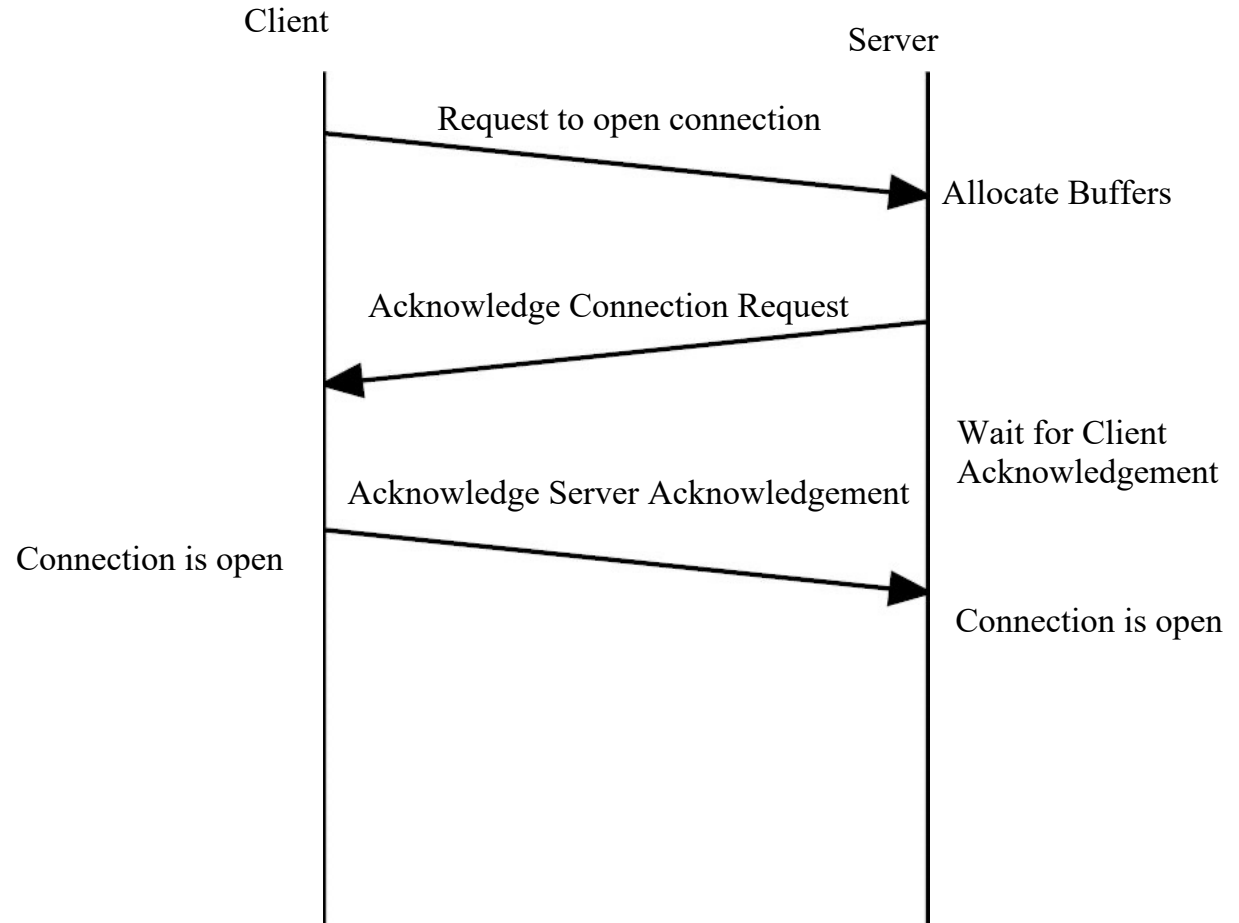 Client
Server
Request to open connection
Allocate Buffers
Acknowledge Connection Request
Wait for Client
Acknowledgement
Acknowledge Server Acknowledgement
Connection is open
Connection is open